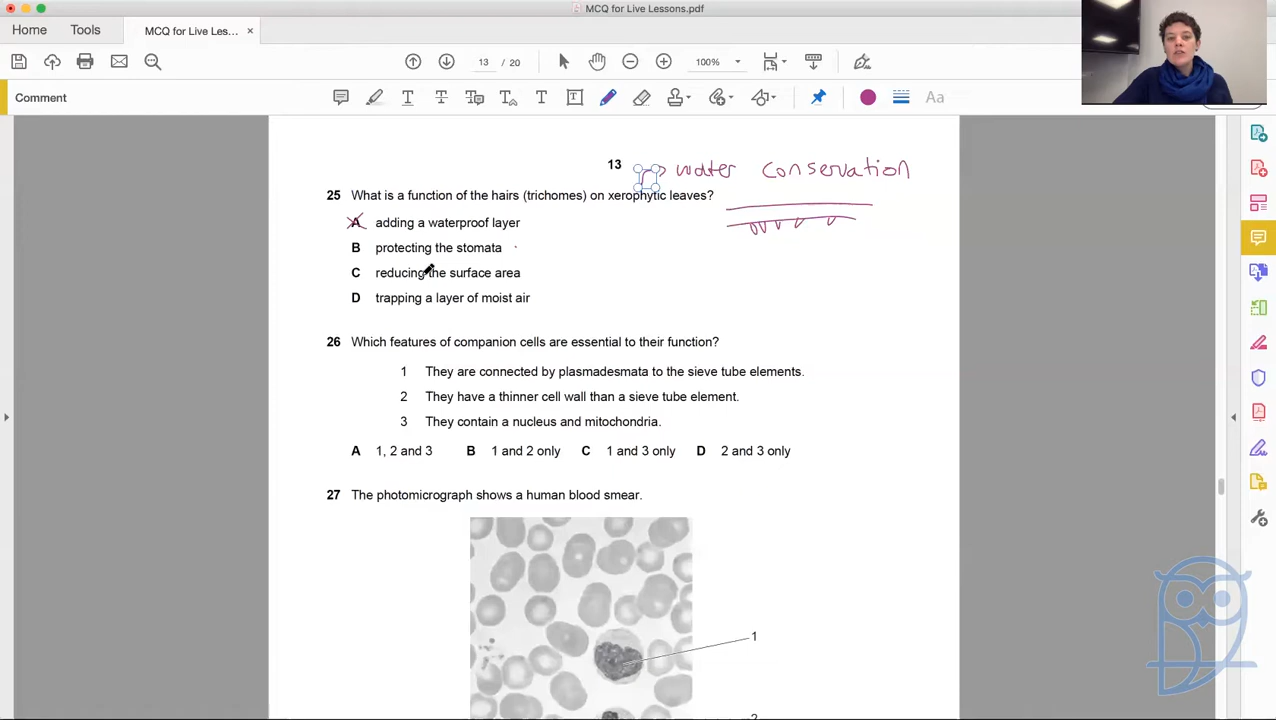 MCQ for Live Lessons.pdf
Home
Tools
MCQ for Live Les...
×
13 / 20
100%
Comment
Aa
13
water conservation
25 What is a function of the hairs (trichomes) on xerophytic leaves?
A adding a waterproof layer
B protecting the stomata
C reducing the surface area
D trapping a layer of moist air
26 Which features of companion cells are essential to their function?
1 They are connected by plasmadesmata to the sieve tube elements.
2 They have a thinner cell wall than a sieve tube element.
3 They contain a nucleus and mitochondria.
A 1, 2 and 3 B 1 and 2 only C 1 and 3 only D 2 and 3 only
27 The photomicrograph shows a human blood smear.
1
2